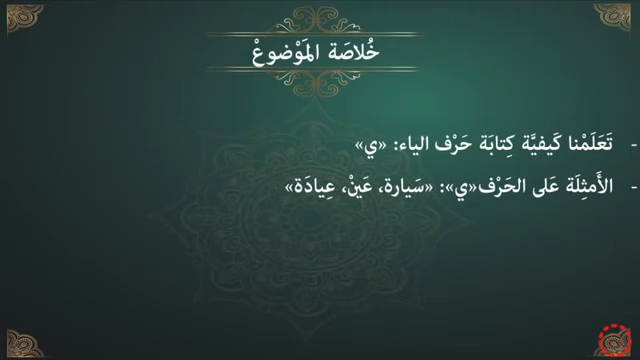 خُلاصَة المَوْضوعْ
- تَعَلَمْنا كَيفيَّة كِتابَة حَرْف الياء: «ي»
- الأَمثِلَة عَلى الحَرْف«ي»: «سَيارة، عَينْ، عِيادَة»